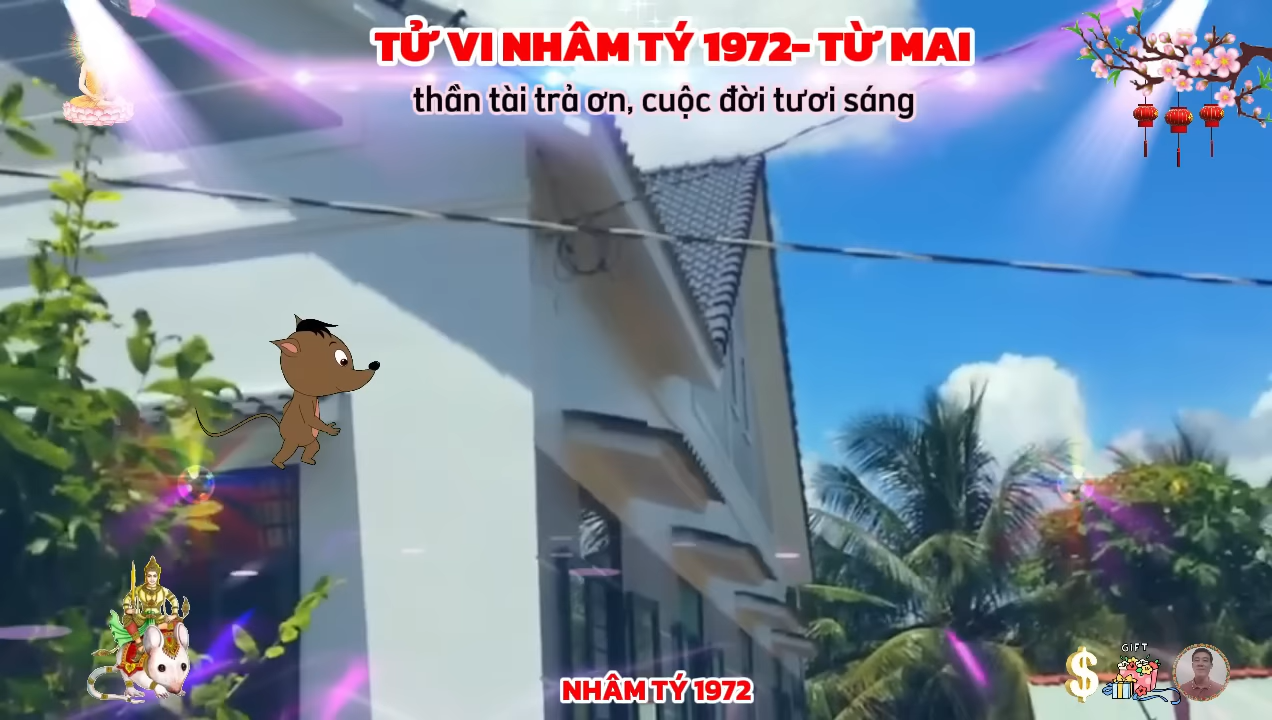 TỬ VI NHÂM TÝ 1972- TỪ MAI
thần tài trả ơn, cuộc đời tươi sáng
GIFT
$
NHÂM TÝ 1972